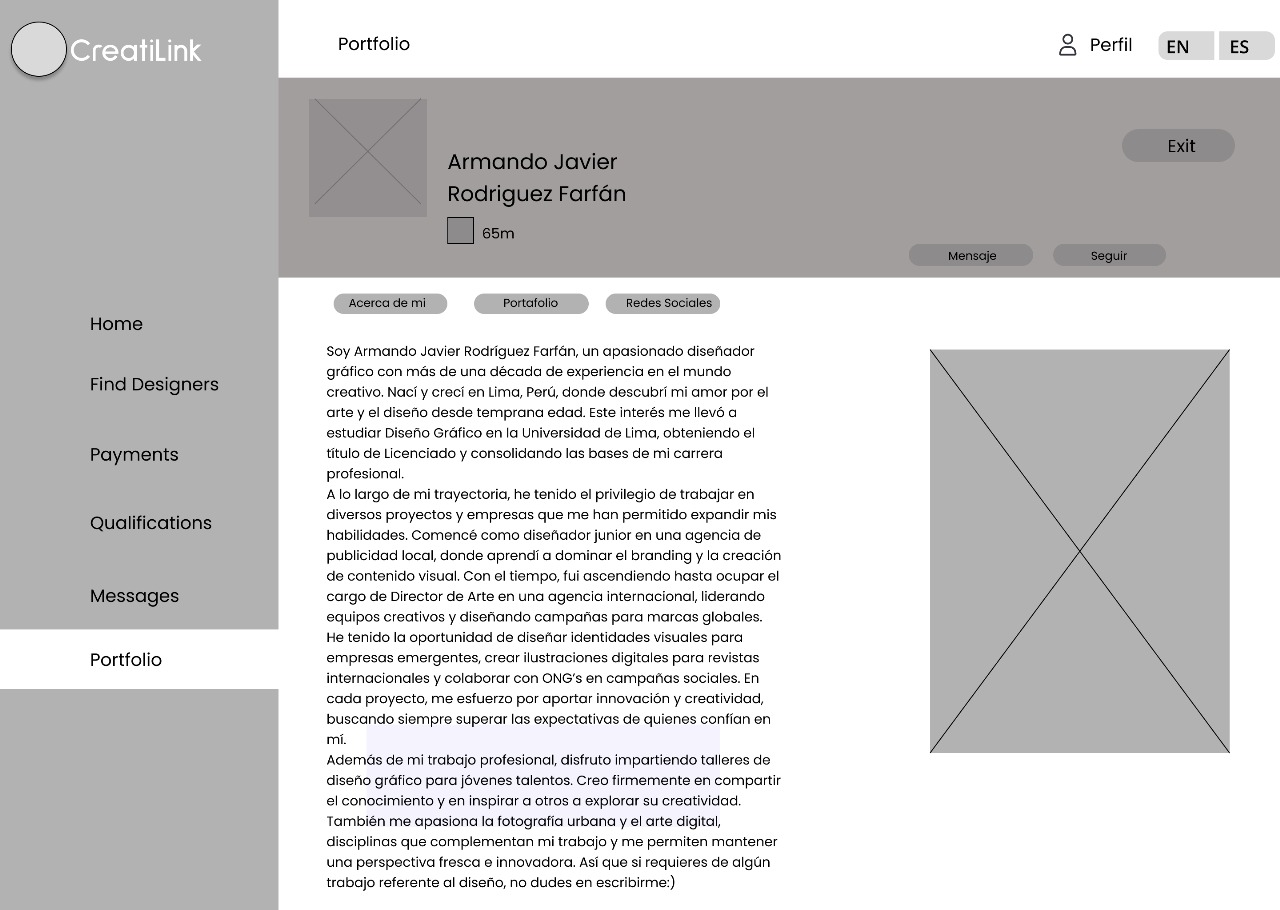 CreatiLink
Portfolio
Perfil
EN
ES
Armando Javier
Rodriguez Farfán
65m
Exit
Mensaje
Seguir
Home
Find Designers
Payments
Qualifications
Messages
Portfolio
Acerca de mi
Portafolio
Redes Sociales
Soy Armando Javier Rodríguez Farfán, un apasionado diseñador
gráfico con más de una década de experiencia en el mundo
creativo. Nací y crecí en Lima, Perú, donde descubrí mi amor por el
arte y el diseño desde temprana edad. Este interés me llevó a
estudiar Diseño Gráfico en la Universidad de Lima, obteniendo el
título de Licenciado y consolidando las bases de mi carrera
profesional.
A lo largo de mi trayectoria, he tenido el privilegio de trabajar en
diversos proyectos y empresas que me han permitido expandir mis
habilidades. Comencé como diseñador junior en una agencia de
publicidad local, donde aprendí a dominar el branding y la creación
de contenido visual. Con el tiempo, fui ascendiendo hasta ocupar el
cargo de Director de Arte en una agencia internacional, liderando
equipos creativos y diseñando campañas para marcas globales.
He tenido la oportunidad de diseñar identidades visuales para
empresas emergentes, crear ilustraciones digitales para revistas
internacionales y colaborar con ONG's en campañas sociales. En
cada proyecto, me esfuerzo por aportar innovación y creatividad,
buscando siempre superar las expectativas de quienes confían en
mí.
Además de mi trabajo profesional, disfruto impartiendo talleres de
diseño gráfico para jóvenes talentos. Creo firmemente en compartir
el conocimiento y en inspirar a otros a explorar su creatividad.
También me apasiona la fotografía urbana y el arte digital,
disciplinas que complementan mi trabajo y me permiten mantener
una perspectiva fresca e innovadora. Así que si requieres de algún
trabajo referente al diseño, no dudes en escribirme:)